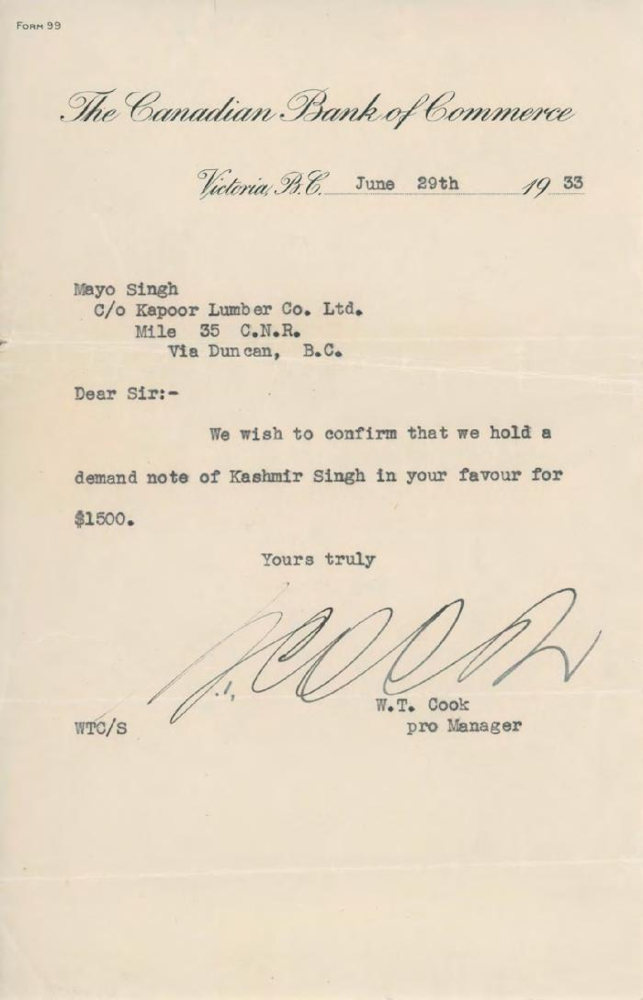 FORM 99
The Canadian Bank of Commerce
Victoria, B.C. June 29th 19 33
Mayo Singh
C/o Kapoor Lumber Co. Ltd.
Mile 35 C.N.R.
Via Duncan, B.C.
Dear Sir:-
We wish to confirm that we hold a
demand note of Kashmir Singh in your favour for
$1500.
Yours truly
W.T. Cook
WTC/S
pro Manager